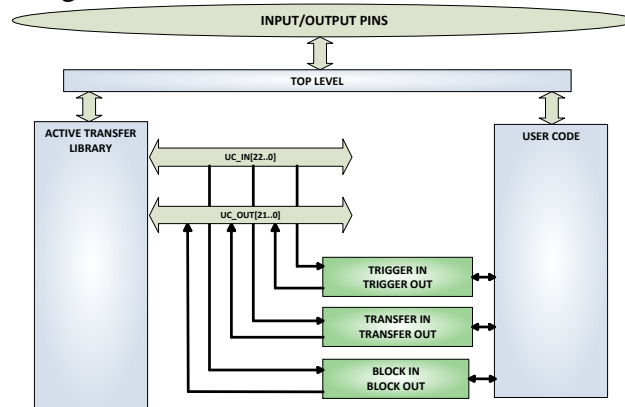 INPUT/OUTPUT PINS
TOP LEVEL
ACTIVE TRANSFER
LIBRARY
USER CODE
UC_IN[22..0]
UC_OUT[21..0]
TRIGGER IN
TRIGGER OUT
TRANSFER IN
TRANSFER OUT
BLOCK IN
BLOCK OUT